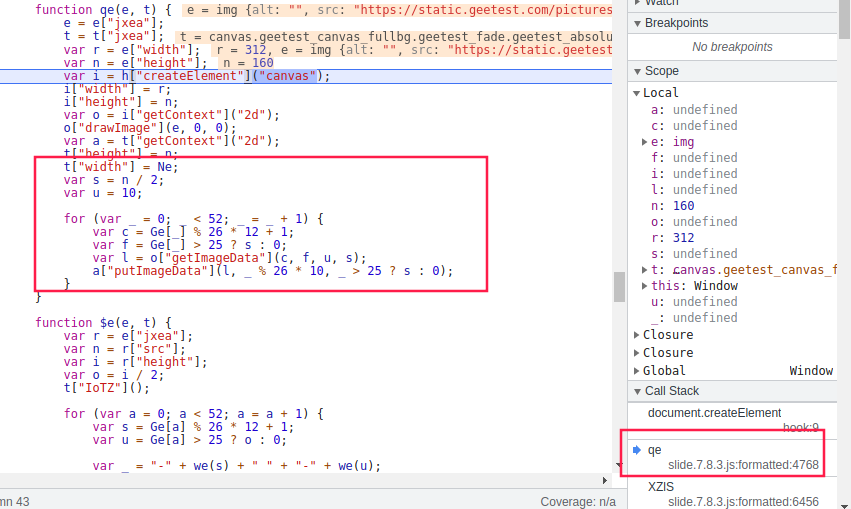 function qe(e, t) { e = img {alt: "", src: "https://static.geetest.com/pictures
e = e["jxea"];
t = t["jxea"]; t = canvas.geetest_canvas_fullbg.geetest_fade.geetest_absolu
var r = e["width"]; r = 312, e = img {alt: "", src: "https://static.geetest
var n = e["height"]; n = 160
var i = h["createElement"]("canvas");
i["width"] = r;
i["height"] = n;
var o = i["getContext"]("2d");
o["drawImage"](e, 0, 0);
var a = t["getContext"]("2d");
t["height"] = n;
t["width"] = Ne;
var s = n / 2;
var u = 10;
for (var _ = 0; _ < 52; _ = _ + 1) {
var c = Ge[_] % 26 * 12 + 1;
var f = Ge[_] > 25 ? s : 0;
var l = o["getImageData"](c, f, u, s);
a["putImageData"](l, _ % 26 * 10, _ > 25 ? s : 0);
}
}
function $e(e, t) {
var r = e["jxea"];
var n = r["src"];
var i = r["height"];
var o = i / 2;
t["IoTZ"]();
for (var a = 0; a < 52; a = a + 1) {
var s = Ge[a] % 26 * 12 + 1;
var u = Ge[a] > 25 ? o : 0;
var _ = "-" + we(s) + " " + "-" + we(u);
mn 43
Coverage: n/a
Watch
Breakpoints
No breakpoints
Scope
Local
a: undefined
c: undefined
e: img
f: undefined
i: undefined
l: undefined
n: 160
o: undefined
r: 312
s: undefined
t: canvas.geetest_canvas_f
this: Window
u: undefined
_: undefined
Closure
Closure
Global Window
Call Stack
document.createElement
hook:9
qe
slide.7.8.3.js:formatted:4768
XZIS
slide.7.8.3.js:formatted:6456